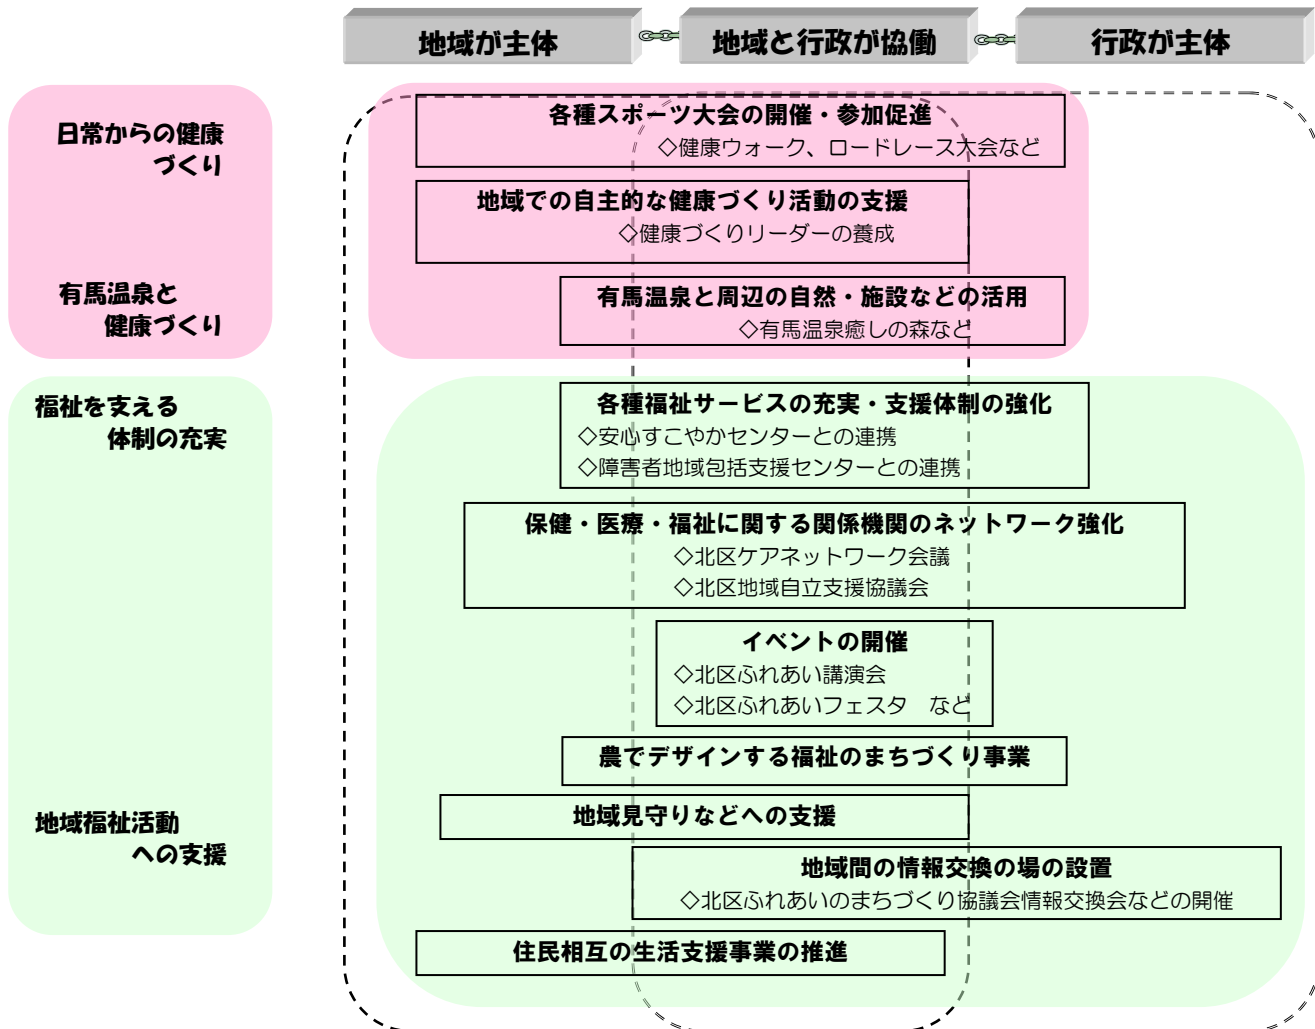 地域が主体
地域と行政が協働
行政が主体
日常からの健康
づくり
各種スポーツ大会の開催・参加促進
◇健康ウォーク、ロードレース大会など
地域での自主的な健康づくり活動の支援
◇健康づくりリーダーの養成
有馬温泉と
健康づくり
有馬温泉と周辺の自然・施設などの活用
◇有馬温泉癒しの森など
福祉を支える
体制の充実
各種福祉サービスの充実・支援体制の強化
◇安心すこやかセンターとの連携
◇障害者地域包括支援センターとの連携
保健・医療・福祉に関する関係機関のネットワーク強化
◇北区ケアネットワーク会議
◇北区地域自立支援協議会
イベントの開催
◇北区ふれあい講演会
◇北区ふれあいフェスタ　など
農でデザインする福祉のまちづくり事業
地域福祉活動
への支援
地域見守りなどへの支援
地域間の情報交換の場の設置
◇北区ふれあいのまちづくり協議会情報交換会などの開催
住民相互の生活支援事業の推進